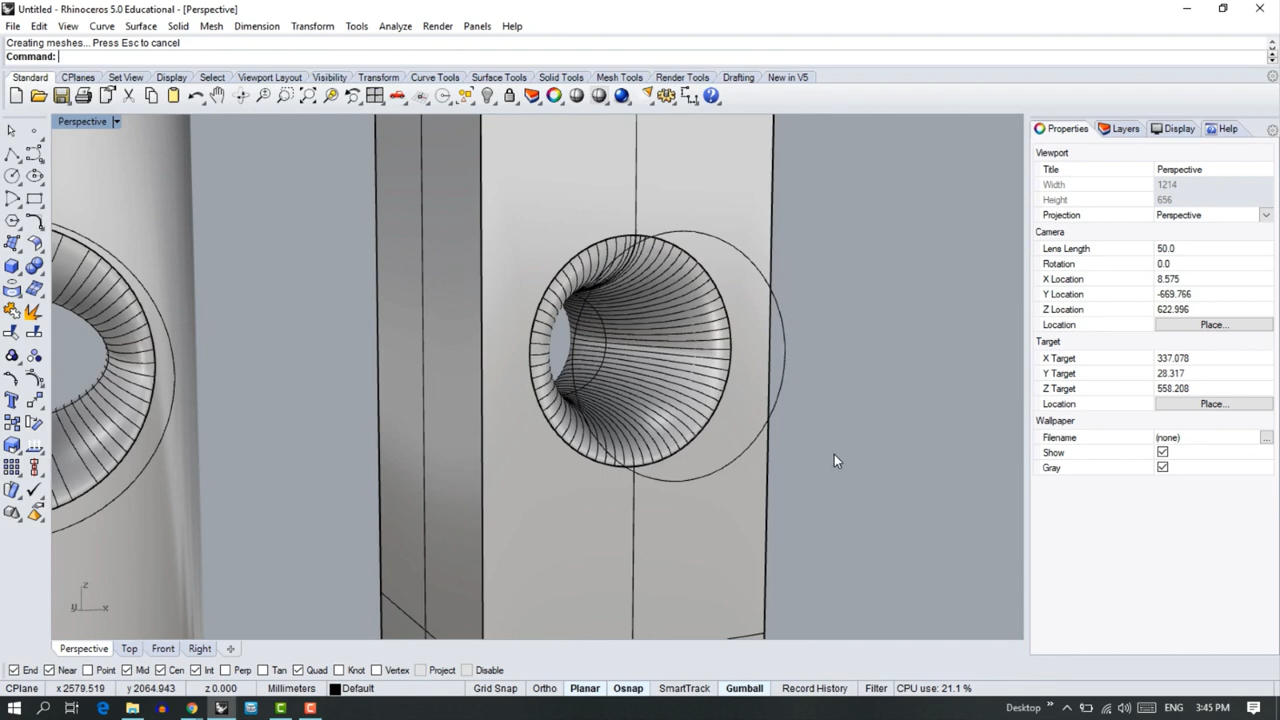 Untitled - Rhinoceros 5.0 Educational - [Perspective]
File Edit View Curve Surface Solid Mesh Dimension Transform Tools Analyze Render Panels Help
Creating meshes... Press Esc to cancel
Command:
Standard CPlanes Set View Display Select Viewport Layout Visibility Transform Curve Tools Surface Tools Solid Tools Mesh Tools Render Tools Drafting New in V5
Perspective
Properties Layers Display Help
Viewport
Title Perspective
Width 1214
Height 656
Projection Perspective
Camera
Lens Length 50.0
Rotation 0.0
X Location 8.575
Y Location -669.766
Z Location 622.996
Location Place...
Target
X Target 337.078
Y Target 28.317
Z Target 558.208
Location Place...
Wallpaper
Filename (none) ...
Show
Gray
z
y x
Perspective Top Front Right
End Near Point Mid Cen Int Perp Tan Quad Knot Vertex Project Disable
CPlane x 2579.519 y 2064.943 z 0.000 Millimeters Default Grid Snap Ortho Planar Osnap SmartTrack Gumball Record History Filter CPU use: 21.1 %
Desktop ENG 3:45 PM